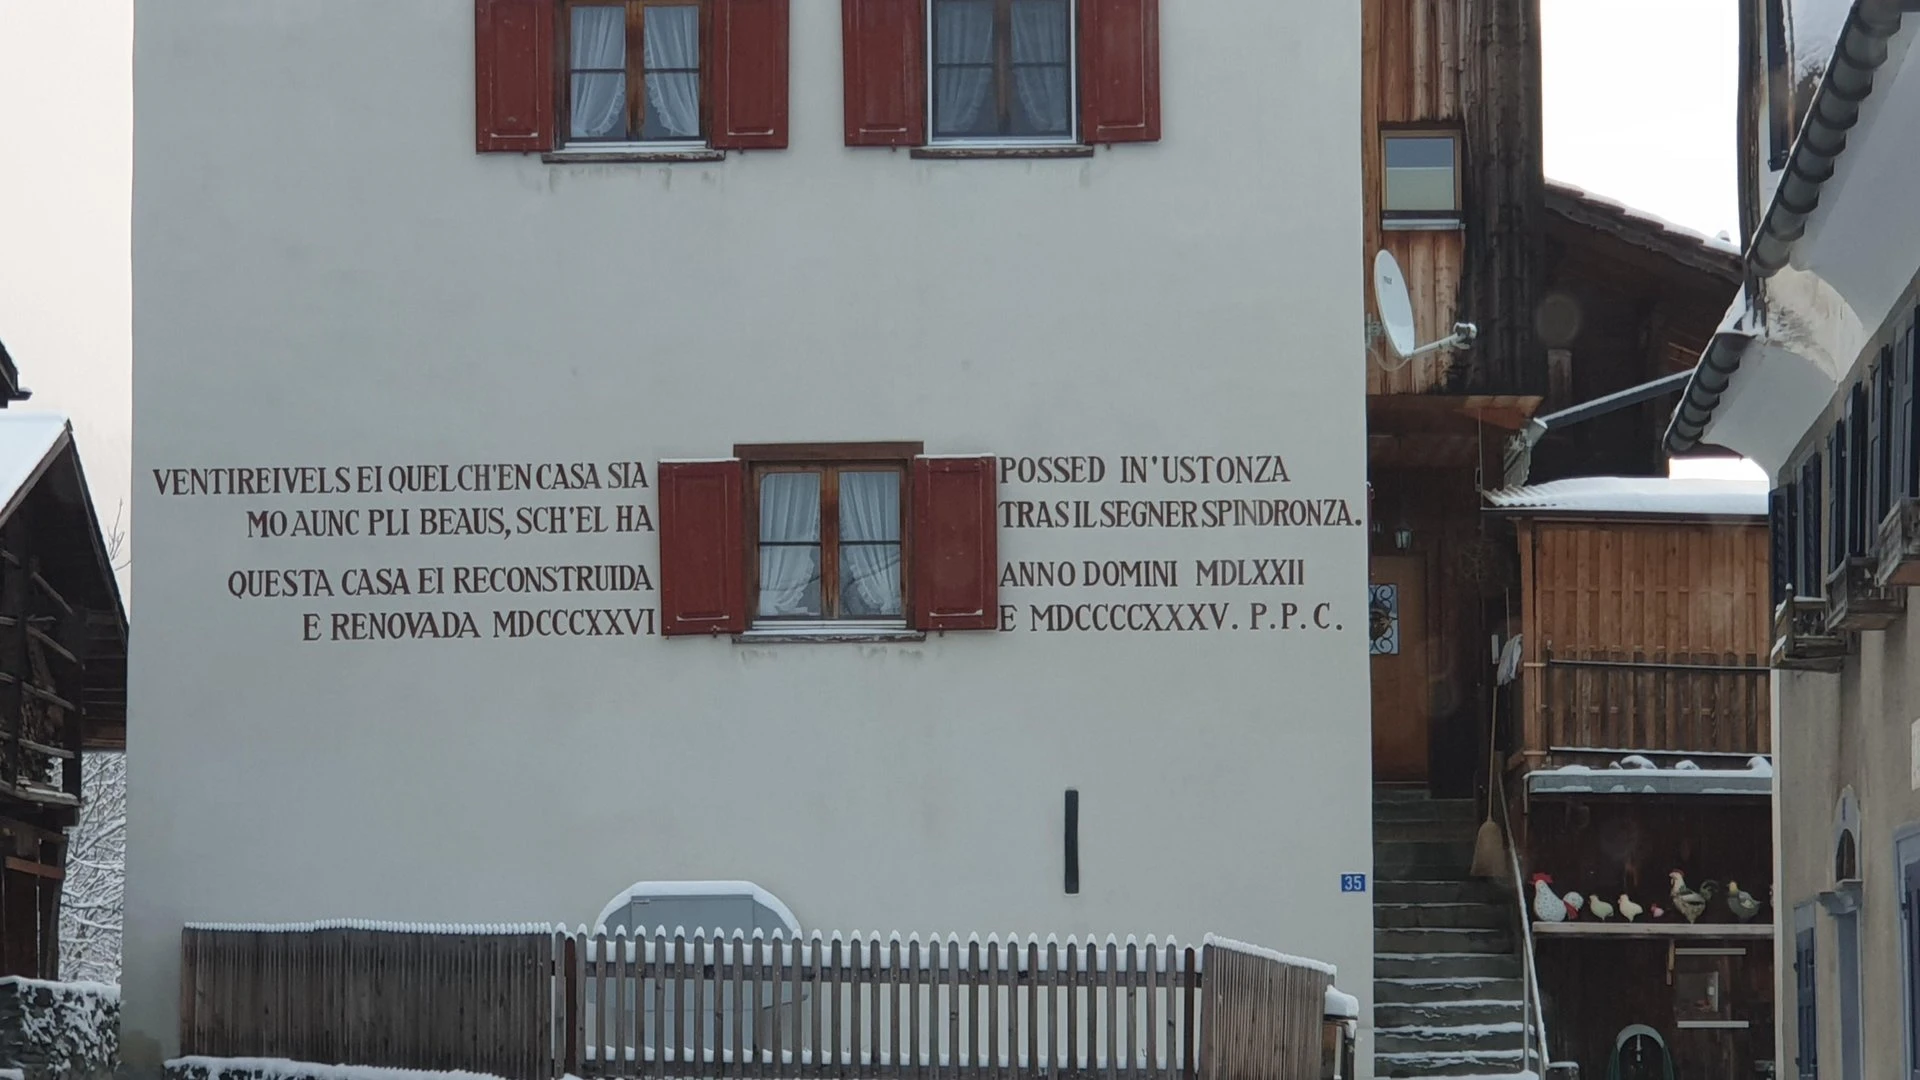 VENTIREIVELS EI QUEL CH'EN CASA SIA POSSED IN'USTONZA
MO AUNC PLI BEAUS, SCH'EL HA TRAS IL SEGNER SPINDRONZA.
QUESTA CASA EI RECONSTRUIDA ANNO DOMINI MDLXXII
E RENOVADA MDCCCXXVI E MDCCCCXXXV. P.P.C.
35